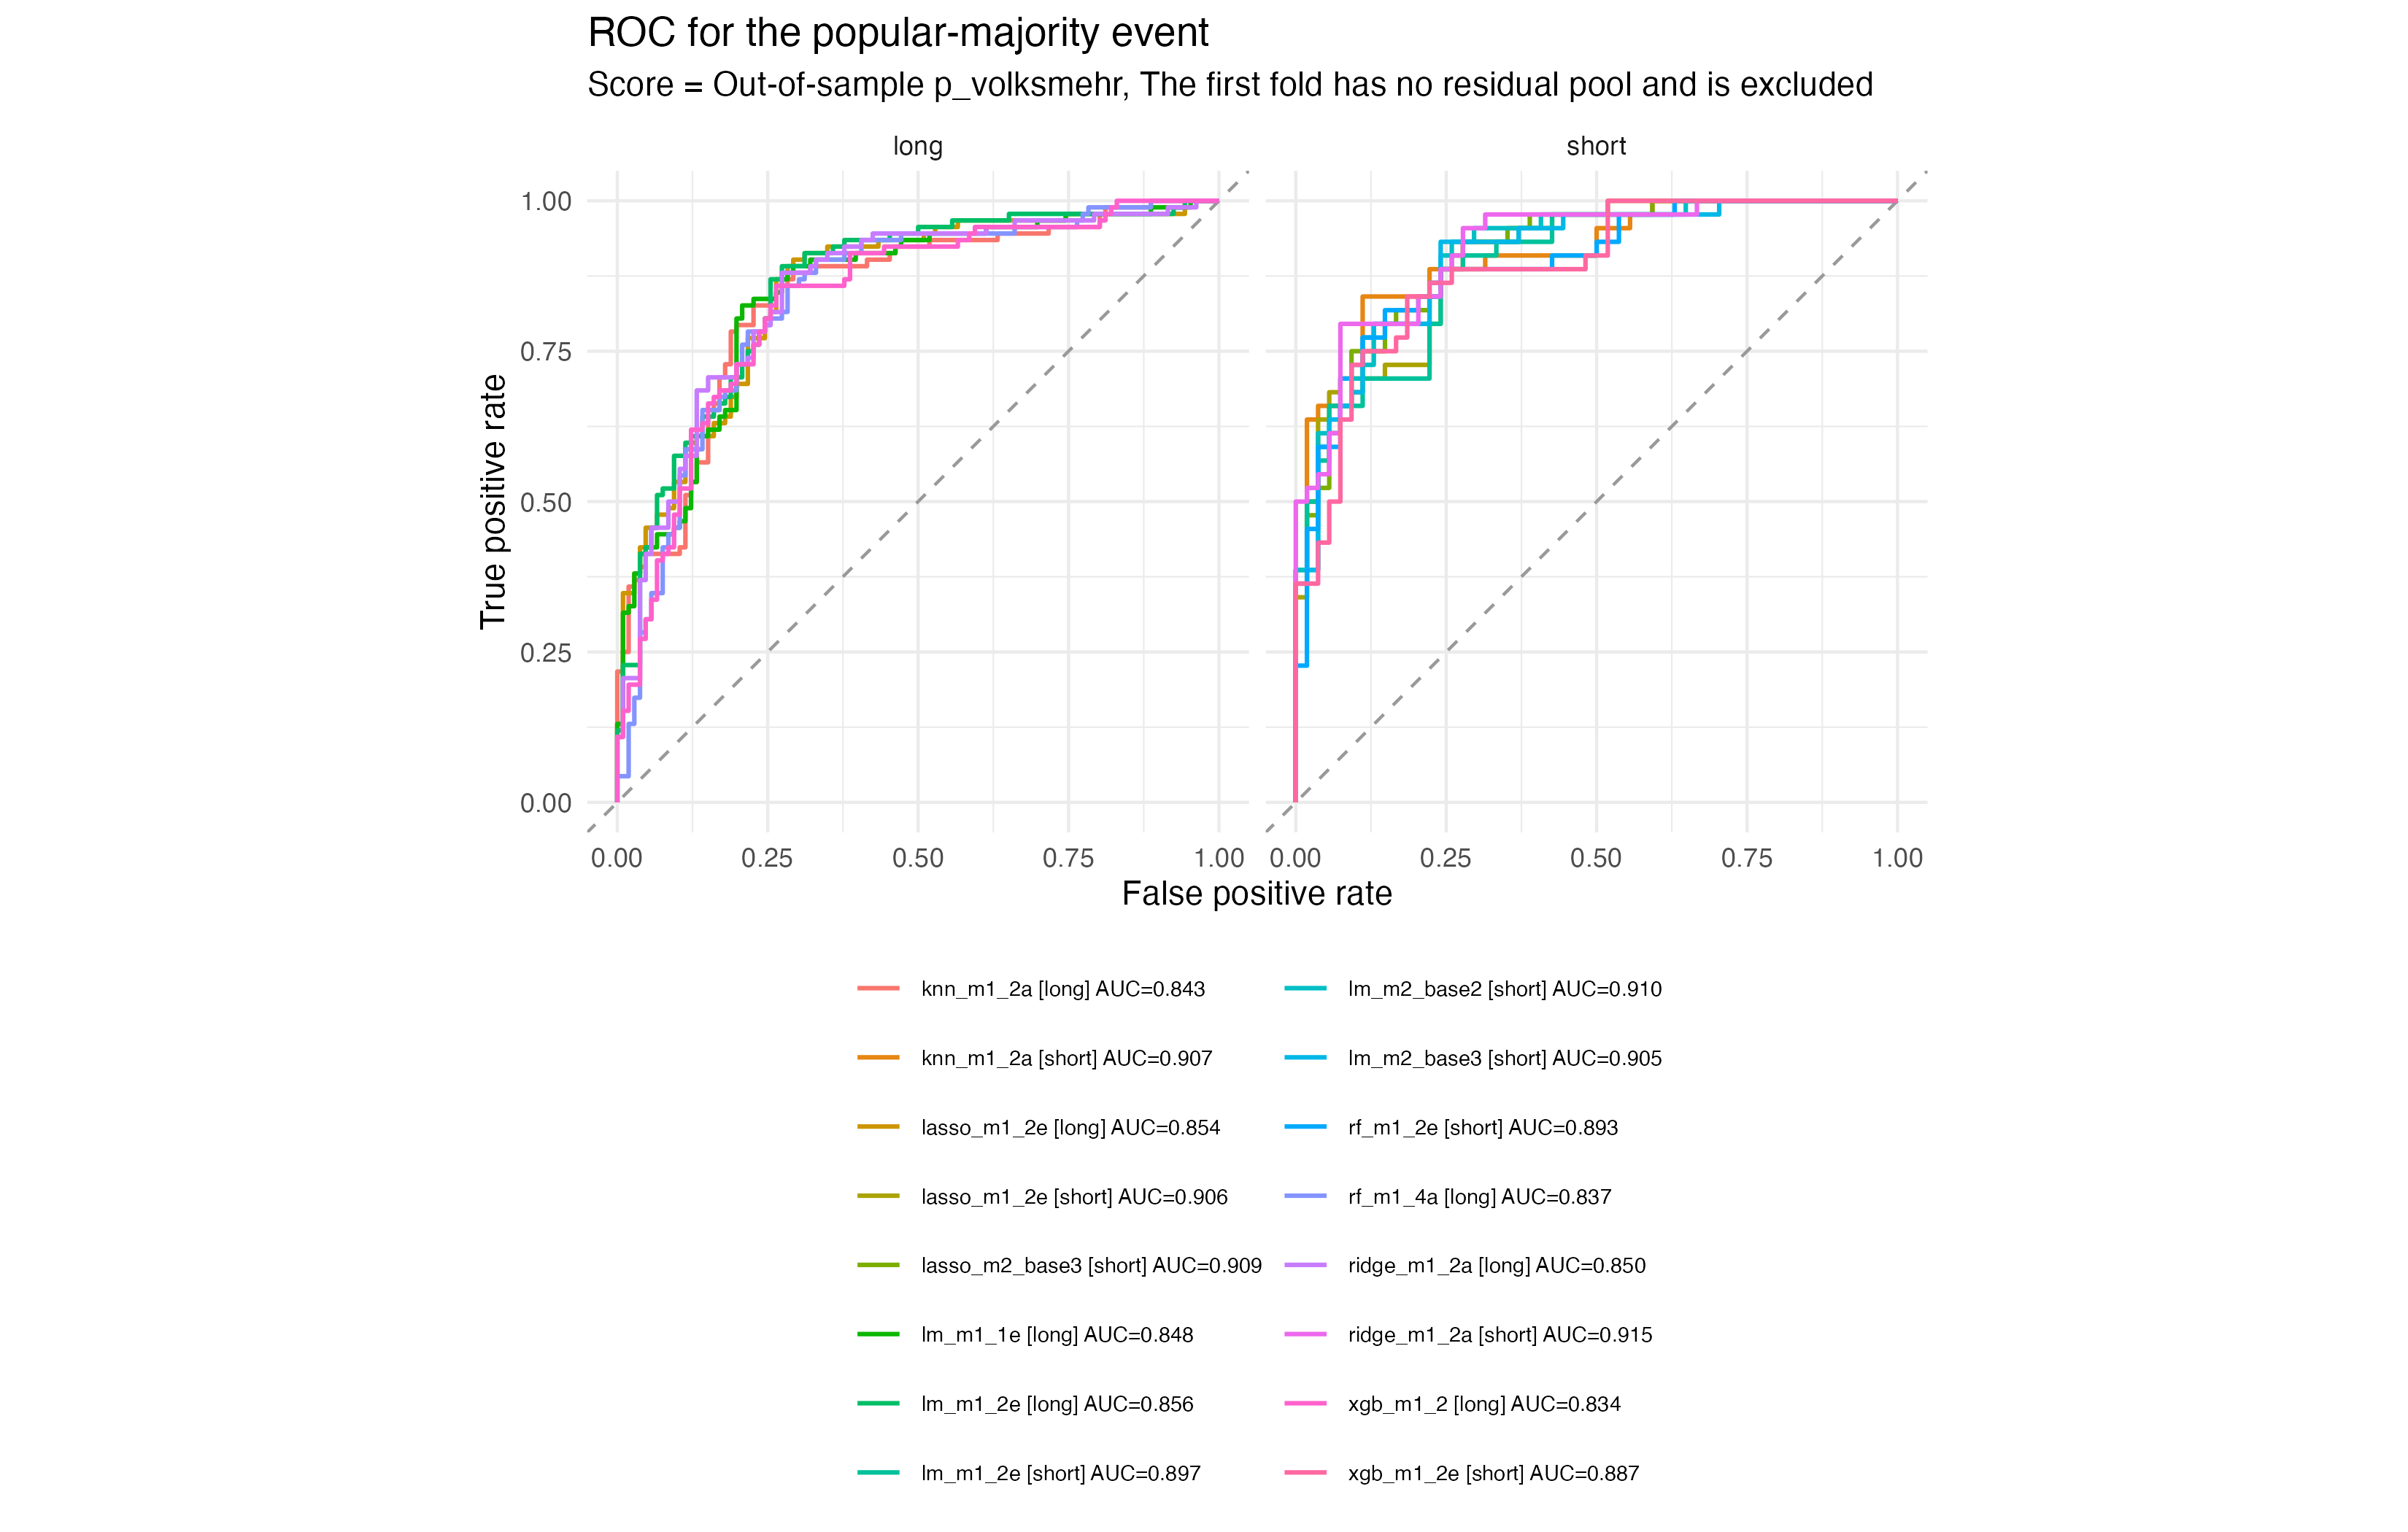 ROC for the popular-majority event
Score = Out-of-sample p_volksmehr, The first fold has no residual pool and is excluded
long
short
True positive rate
1.00
0.75
0.50
0.25
0.00
0.00 0.25 0.50 0.75 1.00
0.00 0.25 0.50 0.75 1.00
False positive rate
knn_m1_2a [long] AUC=0.843
knn_m1_2a [short] AUC=0.907
lasso_m1_2e [long] AUC=0.854
lasso_m1_2e [short] AUC=0.906
lasso_m2_base3 [short] AUC=0.909
lm_m1_1e [long] AUC=0.848
lm_m1_2e [long] AUC=0.856
lm_m1_2e [short] AUC=0.897
lm_m2_base2 [short] AUC=0.910
lm_m2_base3 [short] AUC=0.905
rf_m1_2e [short] AUC=0.893
rf_m1_4a [long] AUC=0.837
ridge_m1_2a [long] AUC=0.850
ridge_m1_2a [short] AUC=0.915
xgb_m1_2 [long] AUC=0.834
xgb_m1_2e [short] AUC=0.887